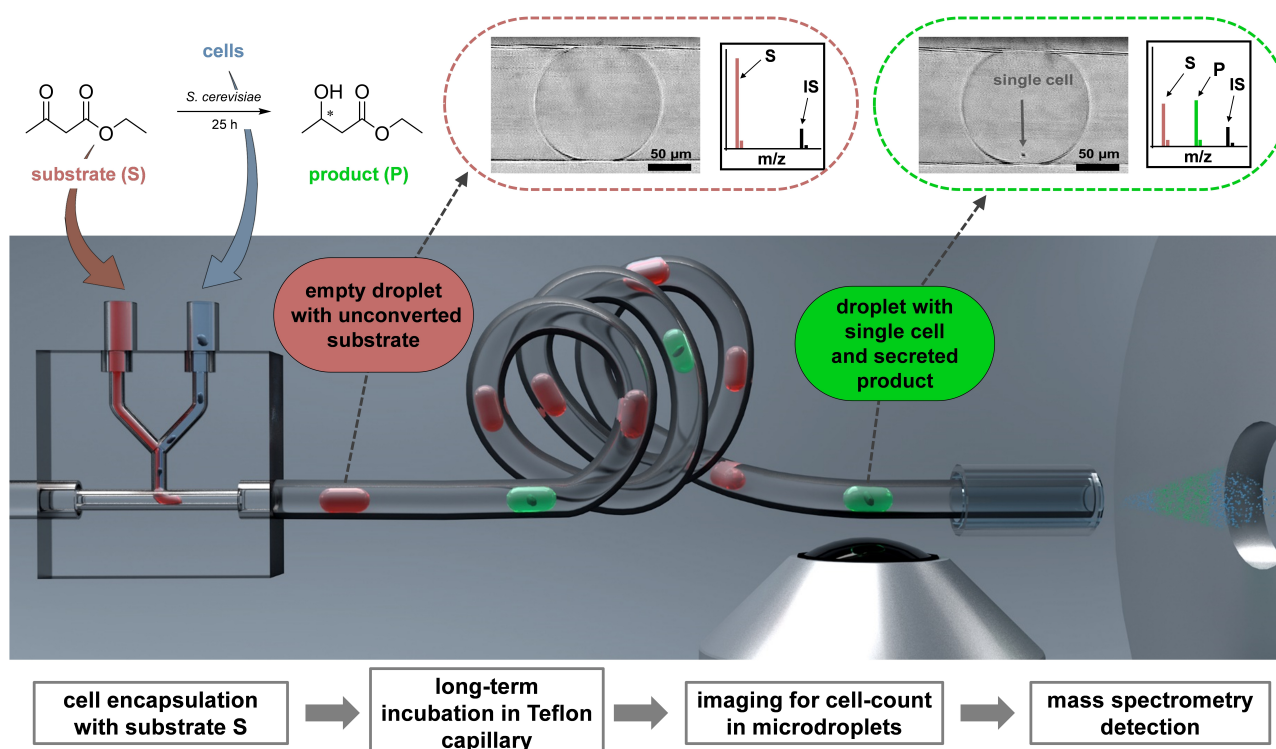 cells
S. cerevisiae
25 h
O
O
O
OH
*
O
O
substrate (S)
product (P)
S
IS
m/z
50 µm
single cell
S
P
IS
m/z
50 µm
empty droplet
with unconverted
substrate
droplet with
single cell
and secreted
product
cell encapsulation
with substrate S
long-term
incubation in Teflon
capillary
imaging for cell-count
in microdroplets
mass spectrometry
detection